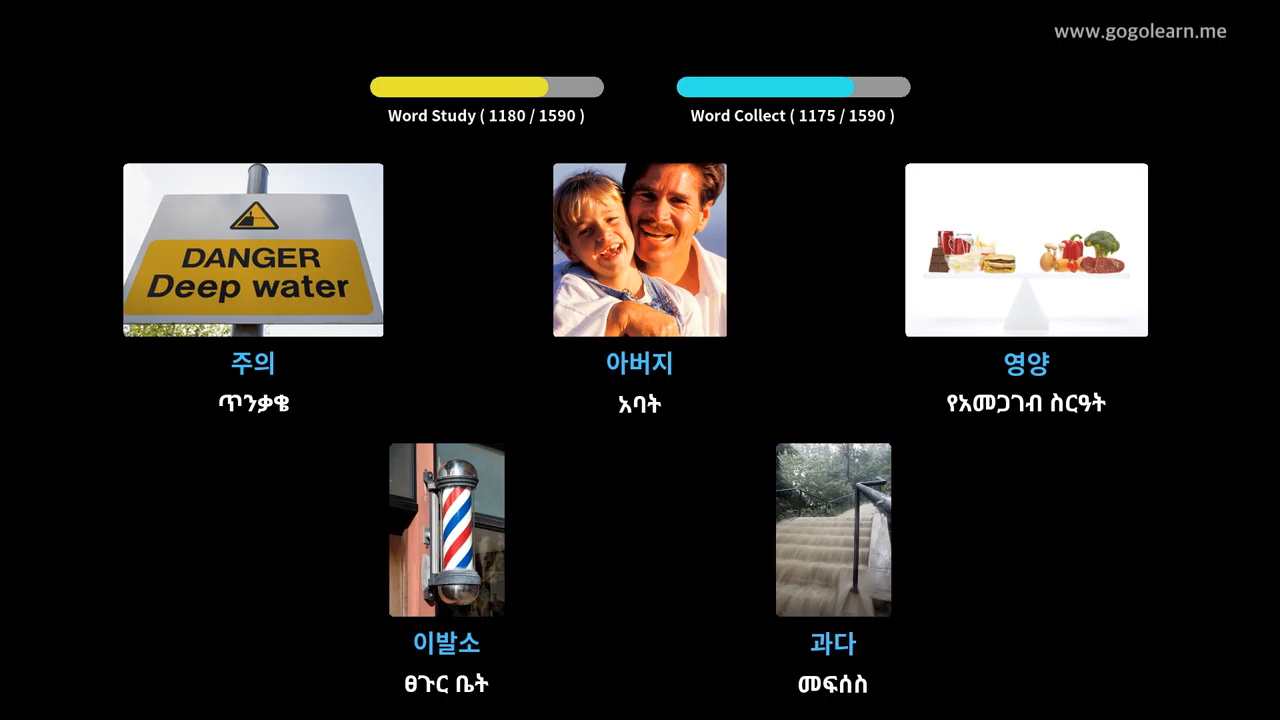 www.gogolearn.me
Word Study ( 1180 / 1590 )
Word Collect ( 1175 / 1590 )
DANGER
Deep water
주의
아버지
영양
ጥንቃቄ
አባት
የአመጋገብ ስርዓት
이발소
과다
ፀጉር ቤት
መፍሰስ